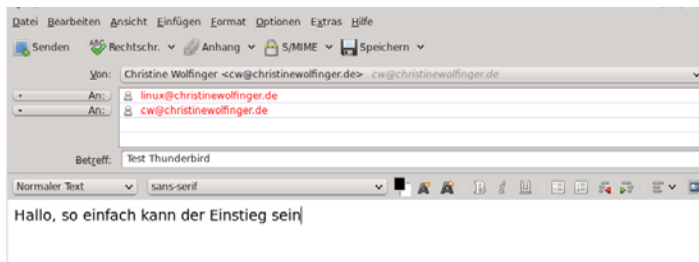 Datei Bearbeiten Ansicht Einfügen Format Optionen Extras Hilfe
Senden Rechtschr. Anhang S/MIME Speichern
Von: Christine Wolfinger <cw@christinewolfinger.de> cw@christinewolfinger.de
An: linux@christinewolfinger.de
An: cw@christinewolfinger.de
Betreff: Test Thunderbird
Normaler Text sans-serif
Hallo, so einfach kann der Einstieg sein